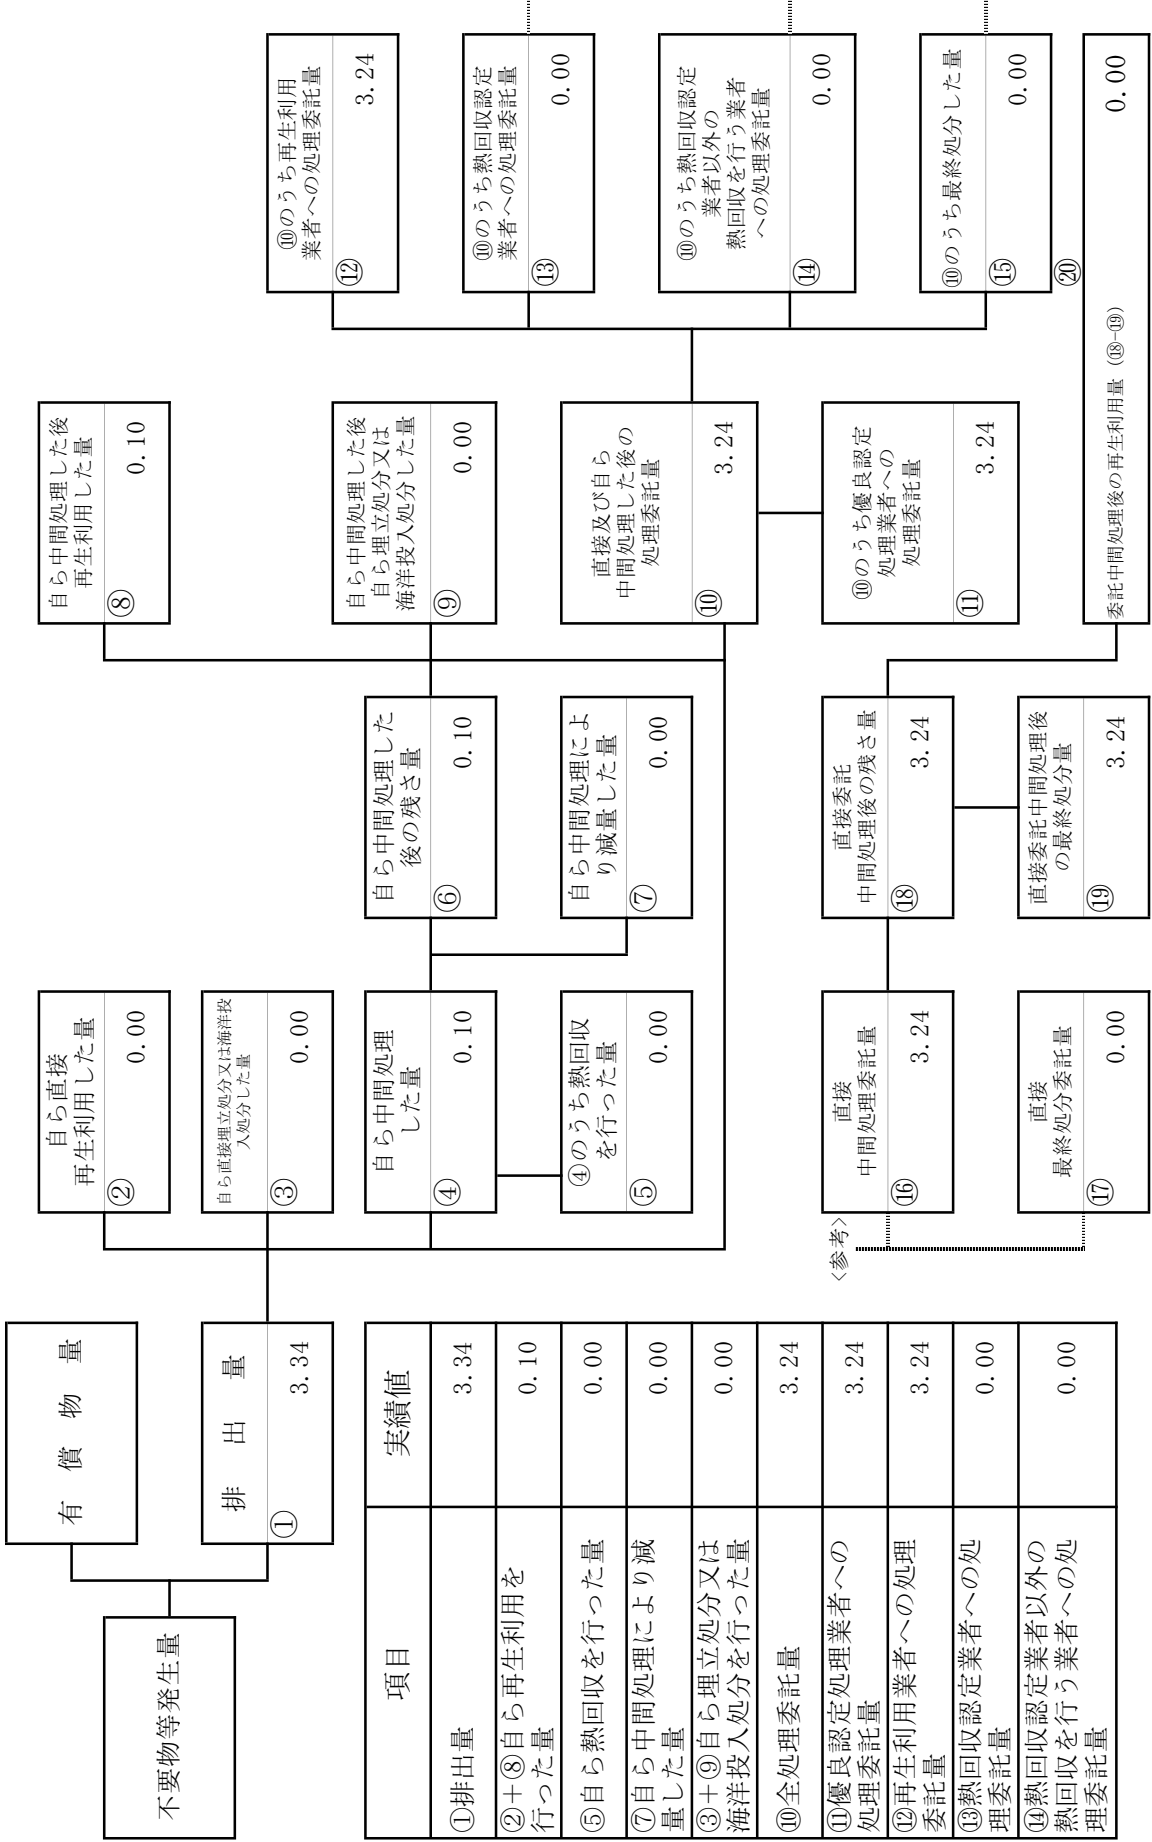 不要物等発生量
有償物量
排出量
①
3.34
自ら直接
再生利用した量
②
0.00
自ら直接埋立処分又は海洋投
入処分した量
③
0.00
自ら中間処理
した量
④
0.10
④のうち熱回収
を行った量
⑤
0.00
自ら中間処理した
後の残さ量
⑥
0.10
自ら中間処理によ
り減量した量
⑦
0.00
自ら中間処理した後
再生利用した量
⑧
0.10
自ら中間処理した後
自ら埋立処分又は
海洋投入処分した量
⑨
0.00
直接及び自ら
中間処理した後の
処理委託量
⑩
3.24
⑩のうち優良認定
処理業者への
処理委託量
⑪
3.24
⑩のうち再生利用
業者への処理委託量
⑫
3.24
⑩のうち熱回収認定
業者への処理委託量
⑬
0.00
⑩のうち熱回収認定
業者以外の
熱回収を行う業者
への処理委託量
⑭
0.00
⑩のうち最終処分した量
⑮
0.00
<参考>
直接
中間処理委託量
⑯
3.24
直接
最終処分委託量
⑰
0.00
直接委託
中間処理後の残さ量
⑱
3.24
直接委託中間処理後
の最終処分量
⑲
3.24
⑳
委託中間処理後の再生利用量（⑱-⑲）
0.00
項目
実績値
①排出量
3.34
②＋⑧自ら再生利用を
行った量
0.10
⑤自ら熱回収を行った量
0.00
⑦自ら中間処理により減
量した量
0.00
③＋⑨自ら埋立処分又は
海洋投入処分を行った量
0.00
⑩全処理委託量
3.24
⑪優良認定処理業者への
処理委託量
3.24
⑫再生利用業者への処理
委託量
3.24
⑬熱回収認定業者への処
理委託量
0.00
⑭熱回収認定業者以外の
熱回収を行う業者への処
理委託量
0.00